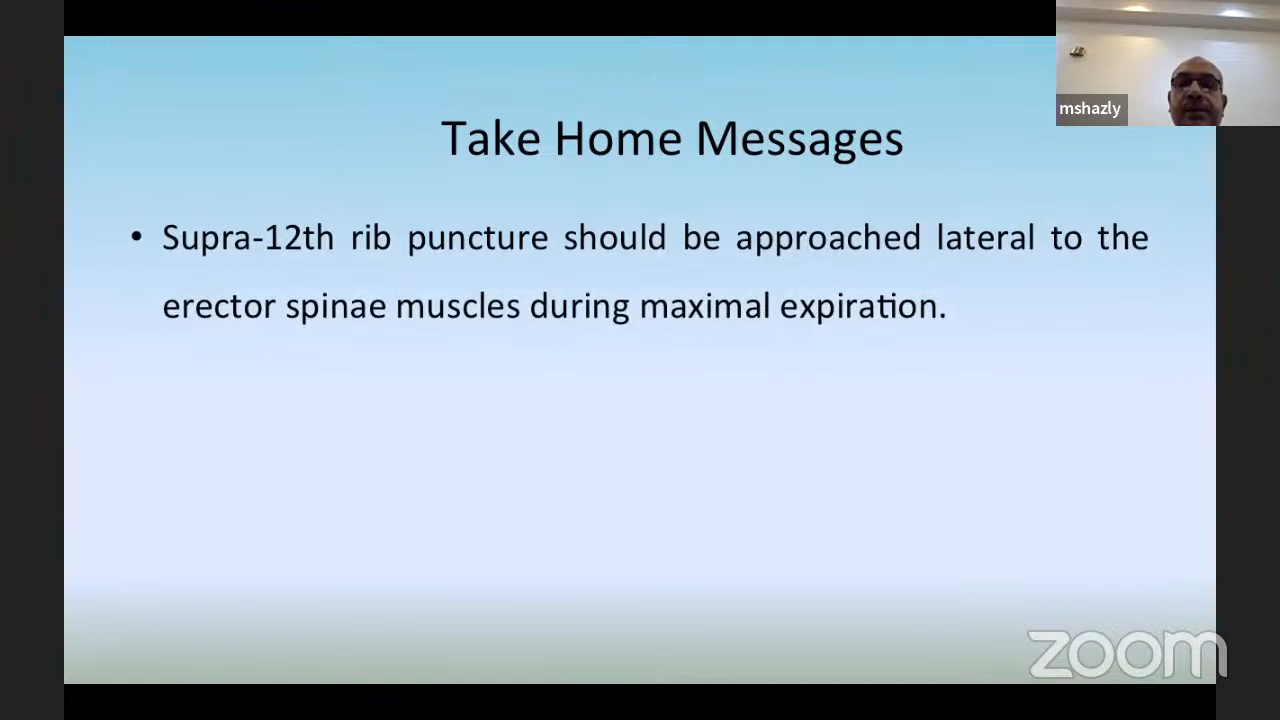 mshazly
Take Home Messages
• Supra-12th rib puncture should be approached lateral to the
erector spinae muscles during maximal expiration.
zoom